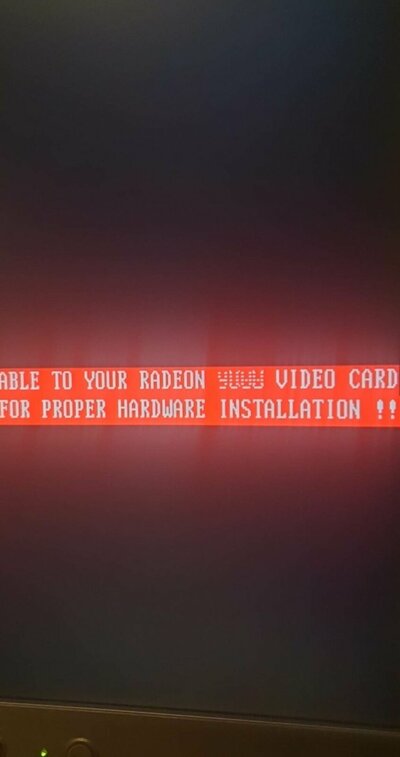 ABLE TO YOUR RADEON VIDEO CARD
FOR PROPER HARDWARE INSTALLATION !!